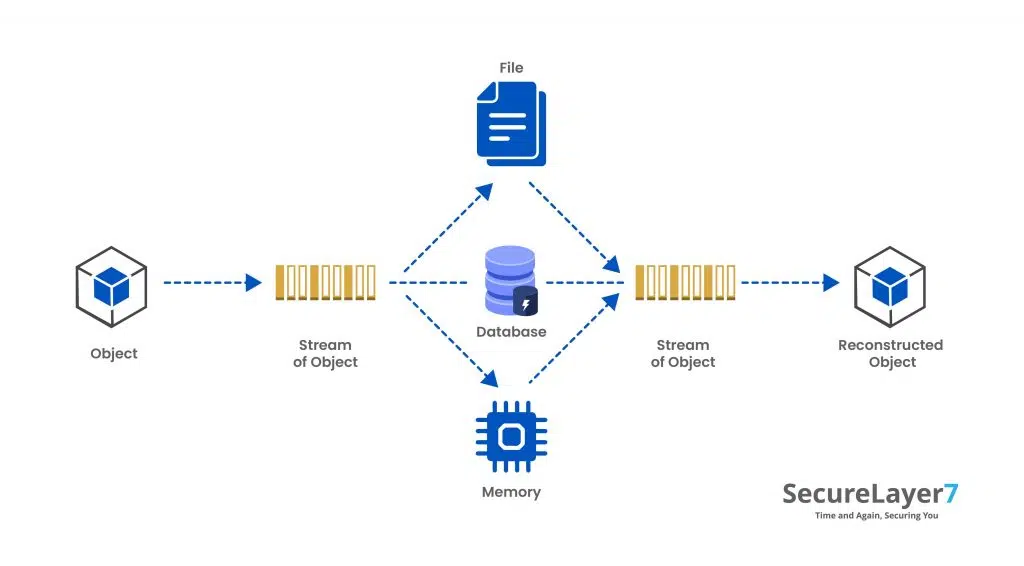 File
Object
Stream
of Object
Database
Stream
of Object
Reconstructed
Object
Memory
SecureLayer7
Time and Again, Securing You